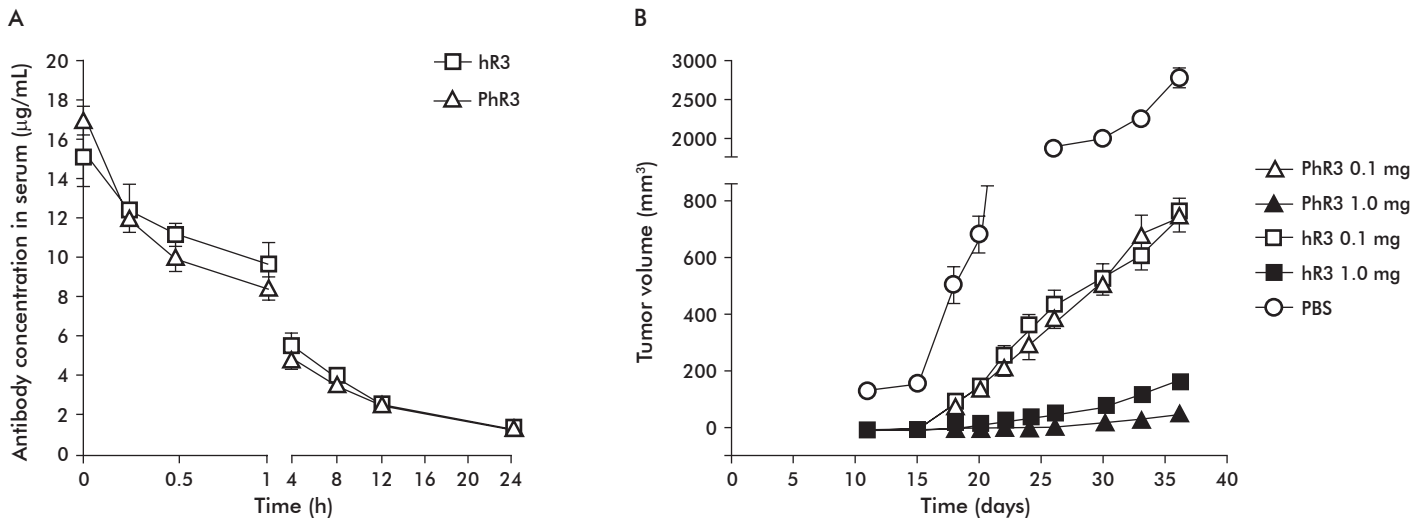 A
Antibody concentration in serum (μg/mL)
20
18
16
14
12
10
8
6
4
2
0
0 0.5 1 4 8 12 16 20 24
Time (h)
hR3
PhR3
B
Tumor volume (mm³)
3000
2500
2000
800
600
400
200
0
0 5 10 15 20 25 30 35 40
Time (days)
PhR3 0.1 mg
PhR3 1.0 mg
hR3 0.1 mg
hR3 1.0 mg
PBS